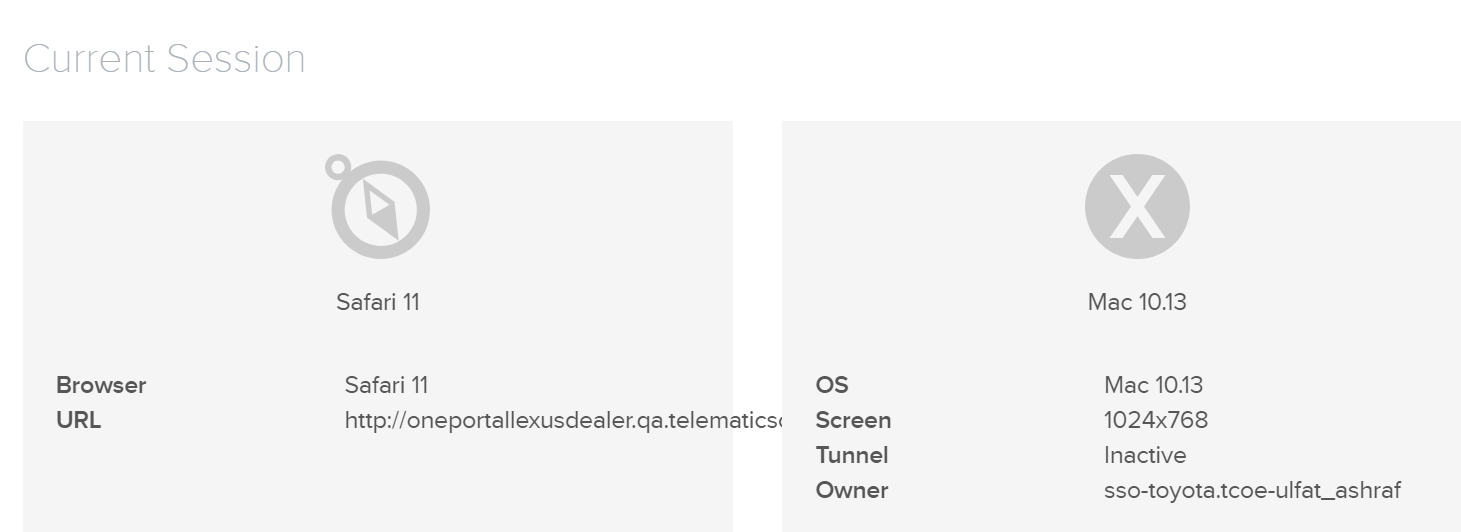 Current Session
Safari 11
Browser Safari 11
URL http://oneportallexusdealer.qa.telematics
X
Mac 10.13
OS Mac 10.13
Screen 1024x768
Tunnel Inactive
Owner sso-toyota.tcoe-ulfat_ashraf